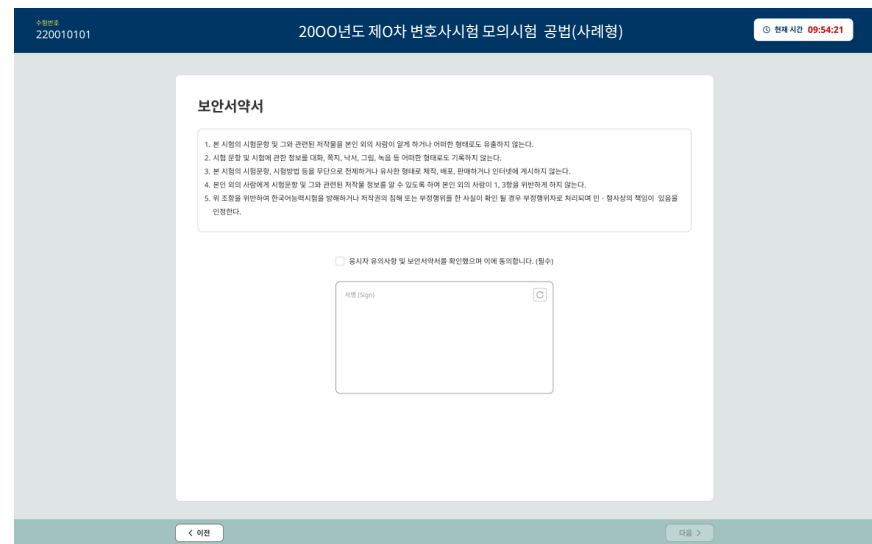 수험번호
220010101
20OO년도 제O차 변호사시험 모의시험 공법(사례형)
현재 시간 09:54:21
보안서약서
1. 본 시험의 시험문항 및 그와 관련된 저작물을 본인 외의 사람이 알게 하거나 어떠한 형태로도 유출하지 않는다.
2. 시험 문항 및 시험에 관한 정보를 대화, 쪽지, 낙서, 그림, 녹음 등 어떠한 형태로도 기록하지 않는다.
3. 본 시험의 시험문항, 시험방법 등을 무단으로 전재하거나 유사한 형태로 제작, 배포, 판매하거나 인터넷에 게시하지 않는다.
4. 본인 외의 사람에게 시험문항 및 그와 관련된 저작물 정보를 알 수 있도록 하여 본인 외의 사람이 1, 3항을 위반하게 하지 않는다.
5. 위 조항을 위반하여 한국어능력시험을 방해하거나 저작권의 침해 또는 부정행위를 한 사실이 확인 될 경우 부정행위자로 처리되며 민 · 형사상의 책임이 있음을
인정한다.
응시자 유의사항 및 보안서약서를 확인했으며 이에 동의합니다. (필수)
서명 (Sign)
< 이전
다음 >